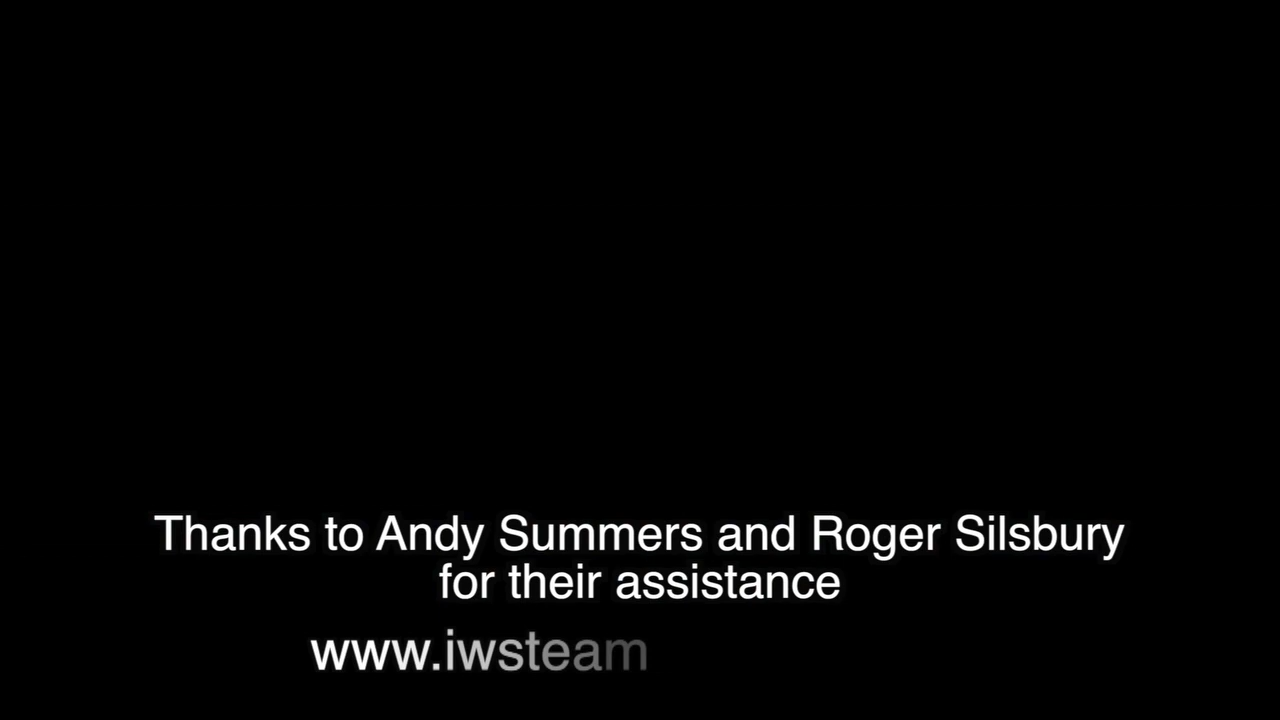 Thanks to Andy Summers and Roger Silsbury
for their assistance
www.iwsteam